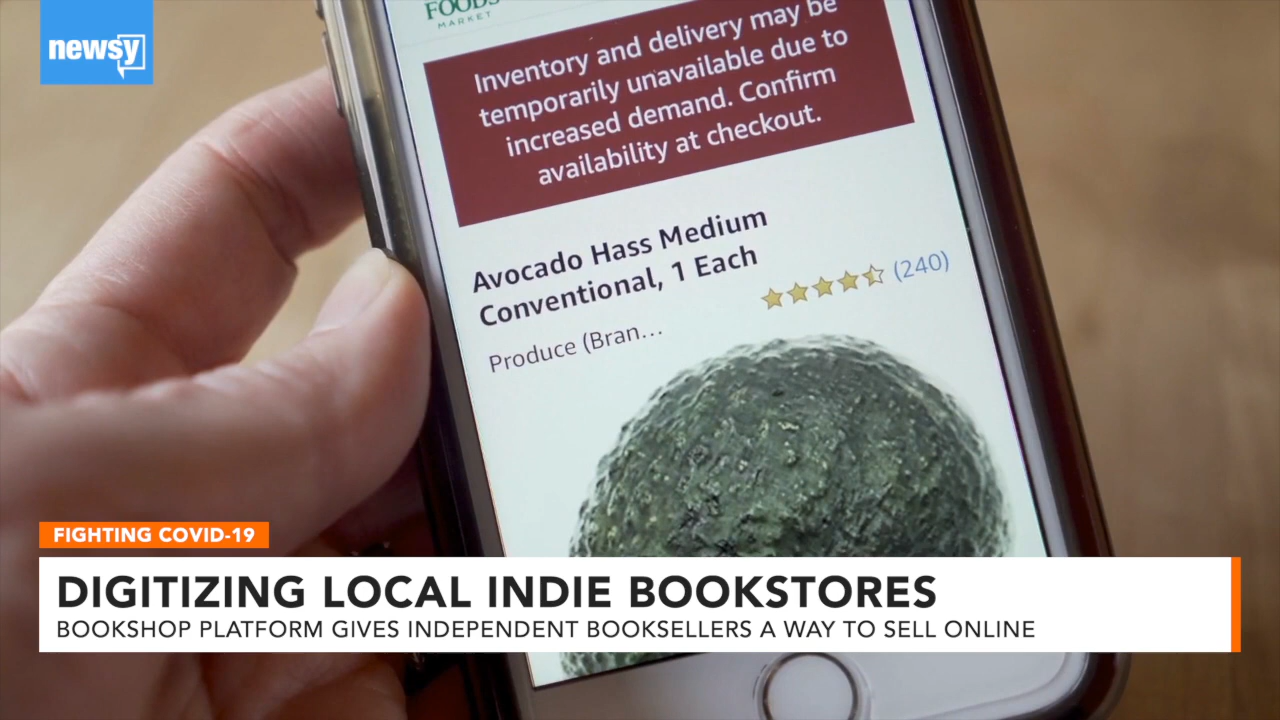 newsy
FOODS
MARKET
Inventory and delivery may be
temporarily unavailable due to
increased demand. Confirm
availability at checkout.
Avocado Hass Medium
Conventional, 1 Each
(240)
Produce (Bran...
FIGHTING COVID-19
DIGITIZING LOCAL INDIE BOOKSTORES
BOOKSHOP PLATFORM GIVES INDEPENDENT BOOKSELLERS A WAY TO SELL ONLINE